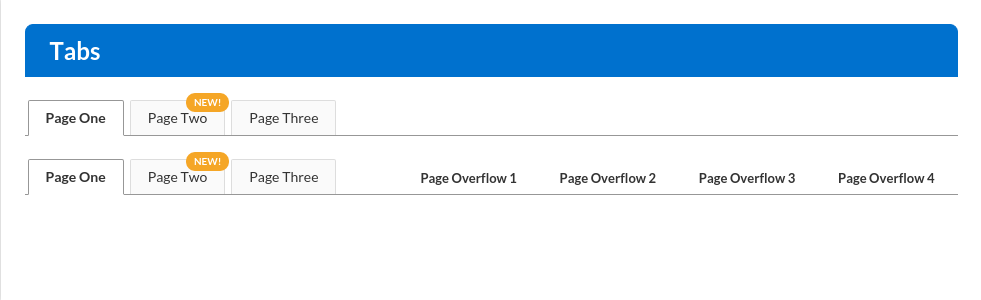 Tabs
NEW!
Page One Page Two Page Three
NEW!
Page One Page Two Page Three Page Overflow 1 Page Overflow 2 Page Overflow 3 Page Overflow 4